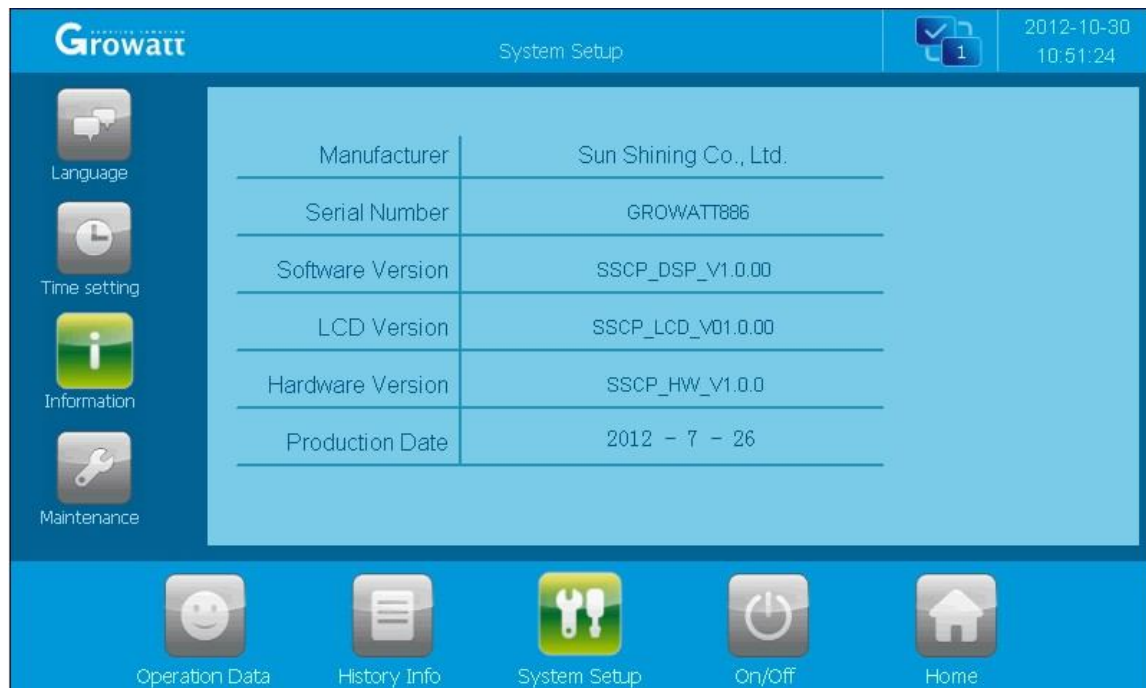 Growatt
System Setup
1
2012-10-30
10:51:24
Language
Time setting
Information
Maintenance
Manufacturer Sun Shining Co., Ltd.
Serial Number GROWATT886
Software Version SSCP_DSP_V1.0.00
LCD Version SSCP_LCD_V01.0.00
Hardware Version SSCP_HW_V1.0.0
Production Date 2012 - 7 - 26
Operation Data
History Info
System Setup
On/Off
Home